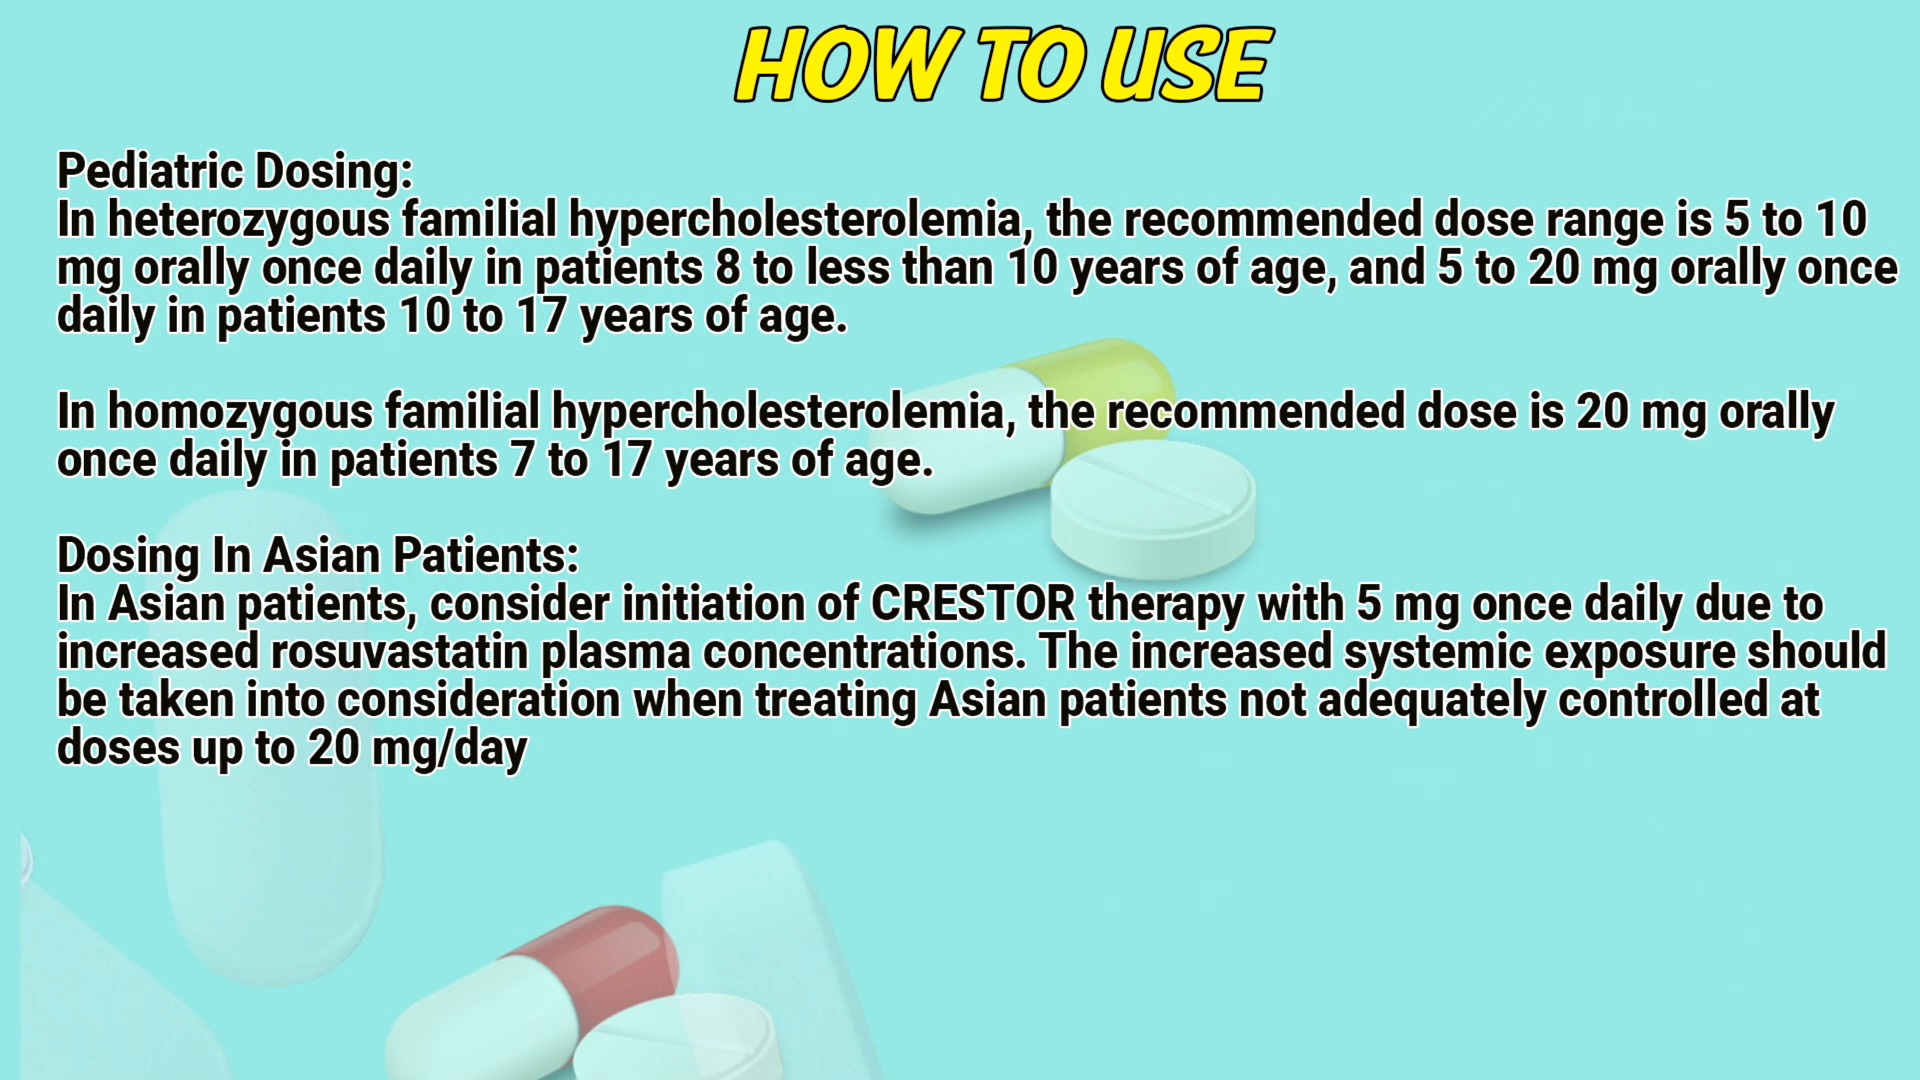 HOW TO USE
Pediatric Dosing:
In heterozygous familial hypercholesterolemia, the recommended dose range is 5 to 10
mg orally once daily in patients 8 to less than 10 years of age, and 5 to 20 mg orally once
daily in patients 10 to 17 years of age.
In homozygous familial hypercholesterolemia, the recommended dose is 20 mg orally
once daily in patients 7 to 17 years of age.
Dosing In Asian Patients:
In Asian patients, consider initiation of CRESTOR therapy with 5 mg once daily due to
increased rosuvastatin plasma concentrations. The increased systemic exposure should
be taken into consideration when treating Asian patients not adequately controlled at
doses up to 20 mg/day